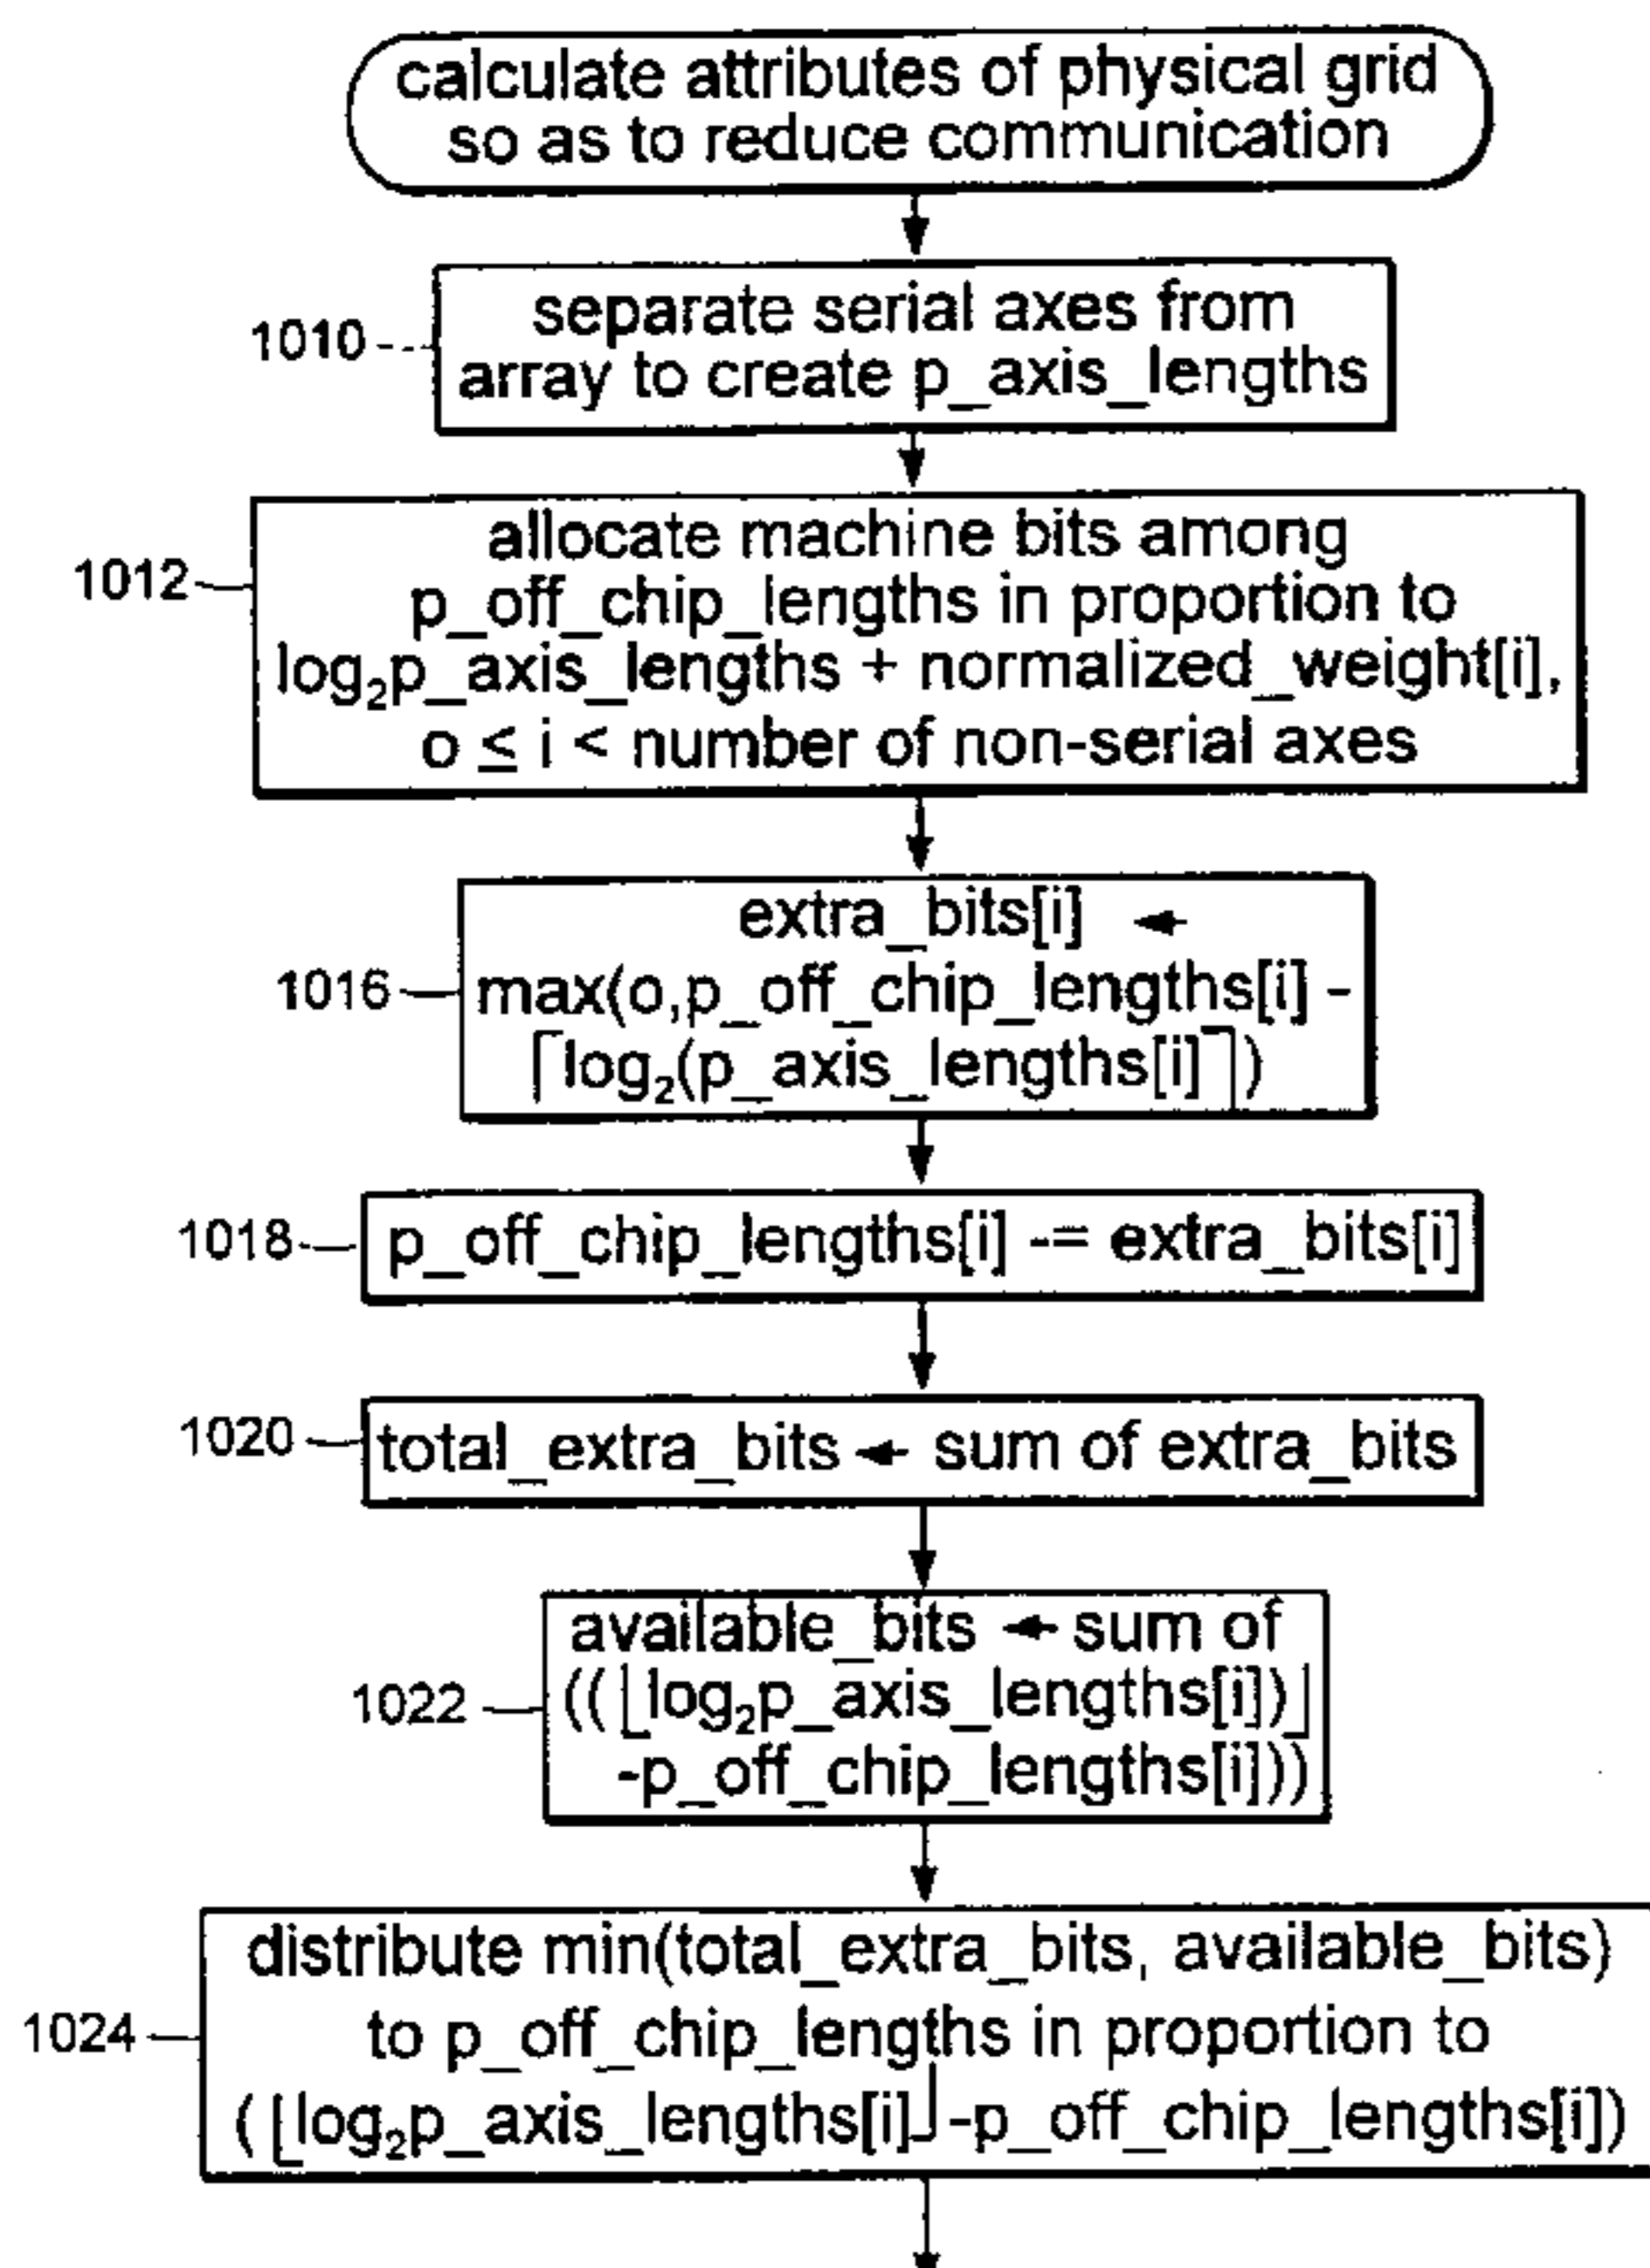 calculate attributes of physical grid
so as to reduce communication
1010
separate serial axes from
array to create p_axis_lengths
1012
allocate machine bits among
p_off_chip_lengths in proportion to
log₂p_axis_lengths + normalized_weight[i],
o ≤ i < number of non-serial axes
1016
extra_bits[i] ←
max(o,p_off_chip_lengths[i] -
⌈log₂(p_axis_lengths[i]⌉)
1018
p_off_chip_lengths[i] -= extra_bits[i]
1020
total_extra_bits ← sum of extra_bits
1022
available_bits ← sum of
((⌊log₂p_axis_lengths[i])⌋
-p_off_chip_lengths[i]))
1024
distribute min(total_extra_bits, available_bits)
to p_off_chip_lengths in proportion to
(⌊log₂p_axis_lengths[i]⌋ -p_off_chip_lengths[i])